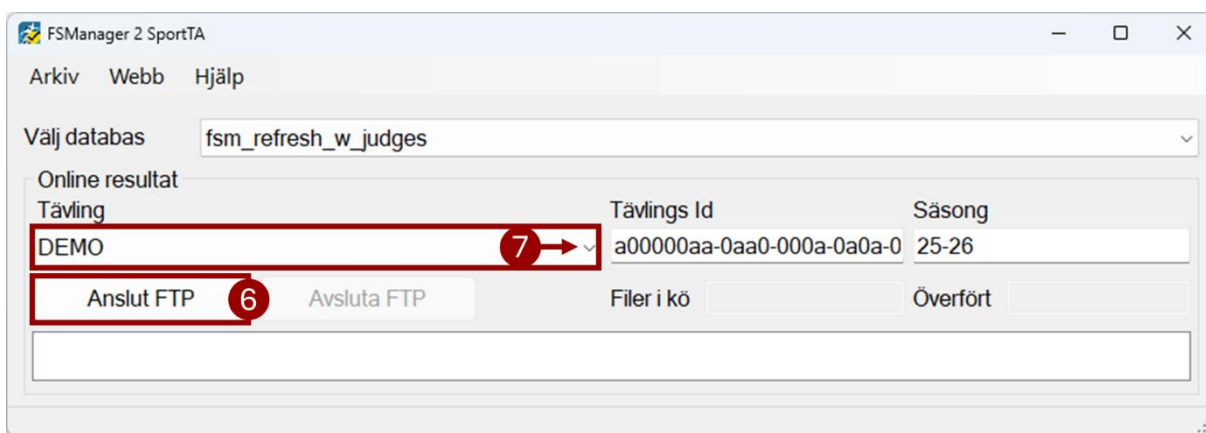 FSManager 2 SportTA
Arkiv Webb Hjälp
Välj databas fsm_refresh_w_judges
Online resultat
Tävling Tävlings Id Säsong
DEMO 7 a00000aa-0aa0-000a-0a0a-0 25-26
Anslut FTP 6 Avsluta FTP Filer i kö Överfört